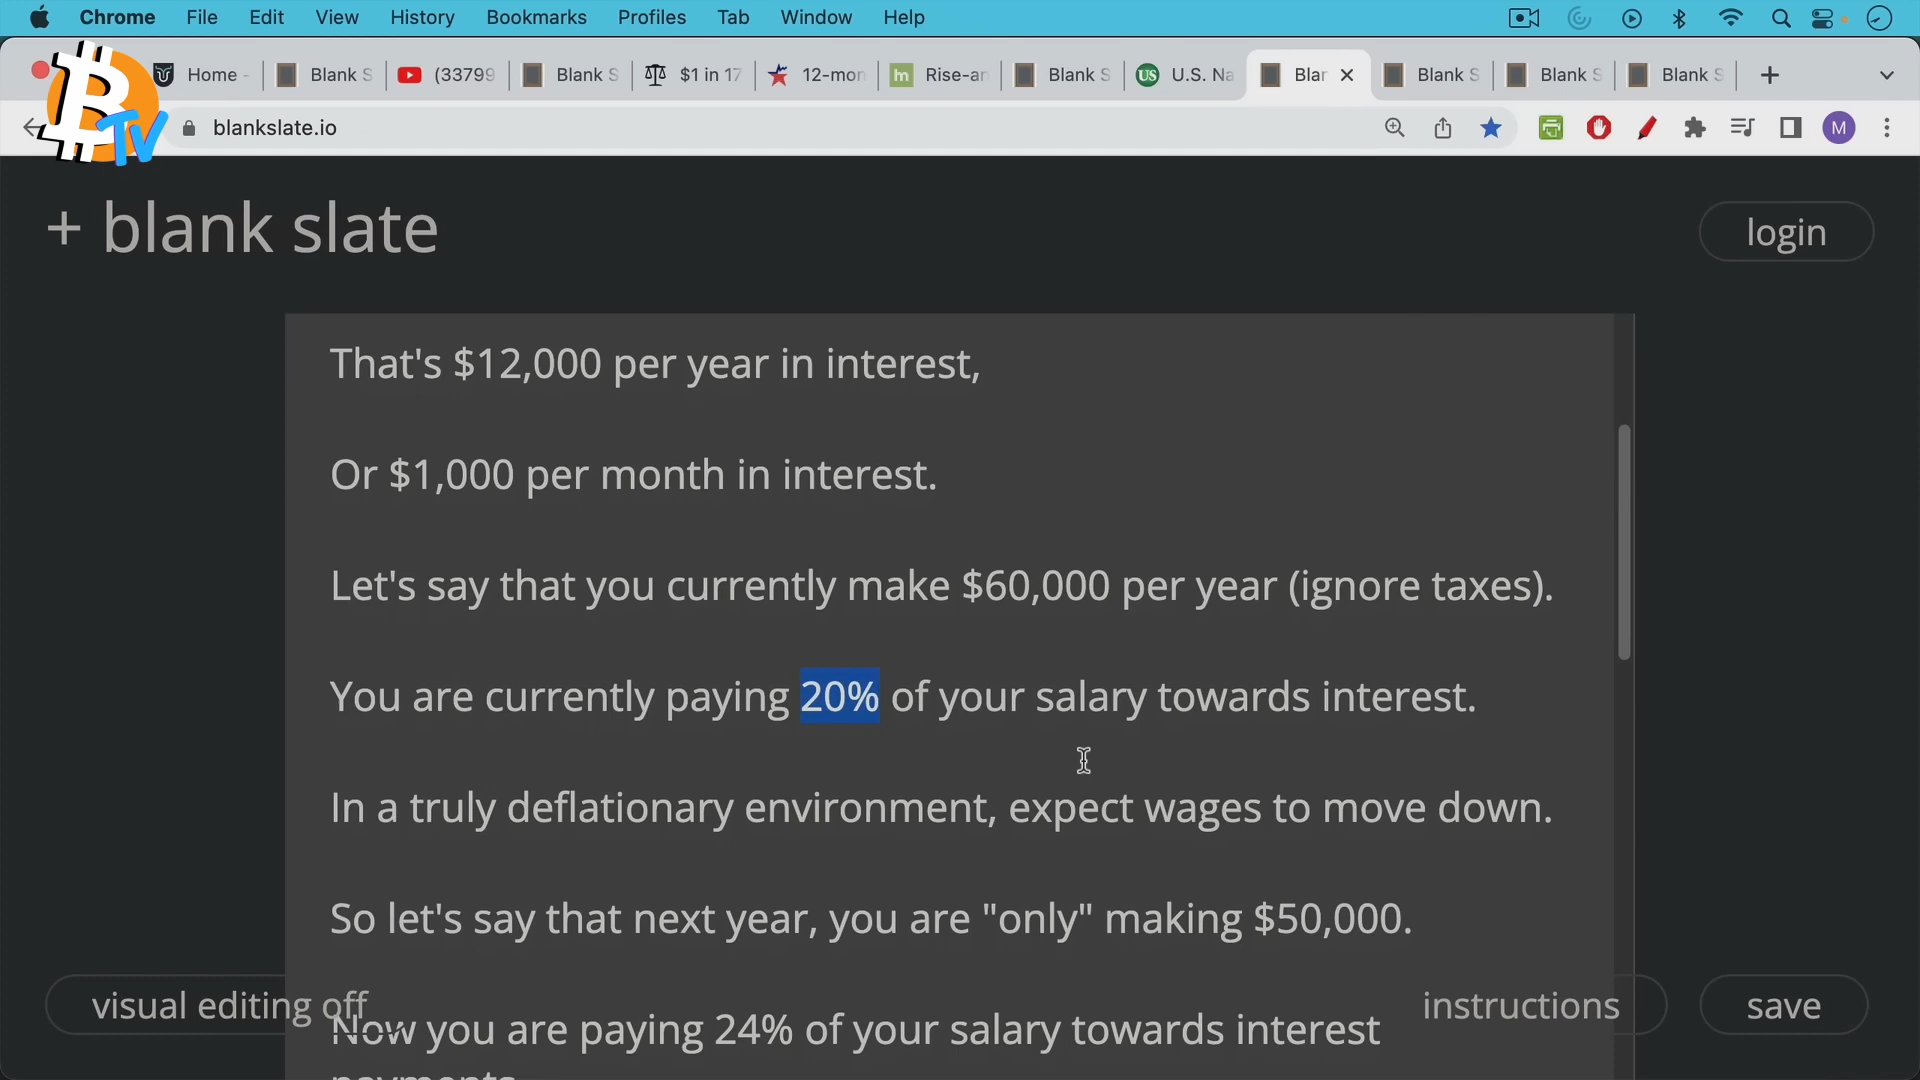 Chrome File Edit View History Bookmarks Profiles Tab Window Help
B TV
Home - Blank S (33799 Blank S $1 in 17 12-mon hm Rise-an Blank S US U.S. Na Blar Blank S Blank S Blank S
blankslate.io M
+ blank slate
login
That's $12,000 per year in interest,
Or $1,000 per month in interest.
Let's say that you currently make $60,000 per year (ignore taxes).
You are currently paying 20% of your salary towards interest.
In a truly deflationary environment, expect wages to move down.
So let's say that next year, you are "only" making $50,000.
visual editing off
instructions
save
Now you are paying 24% of your salary towards interest
payments